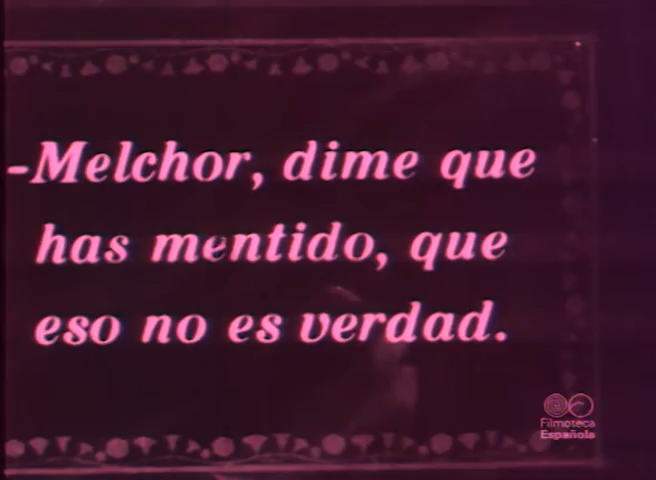 -Melchor, dime que
has mentido, que
eso no es verdad.
Filmoteca
Española